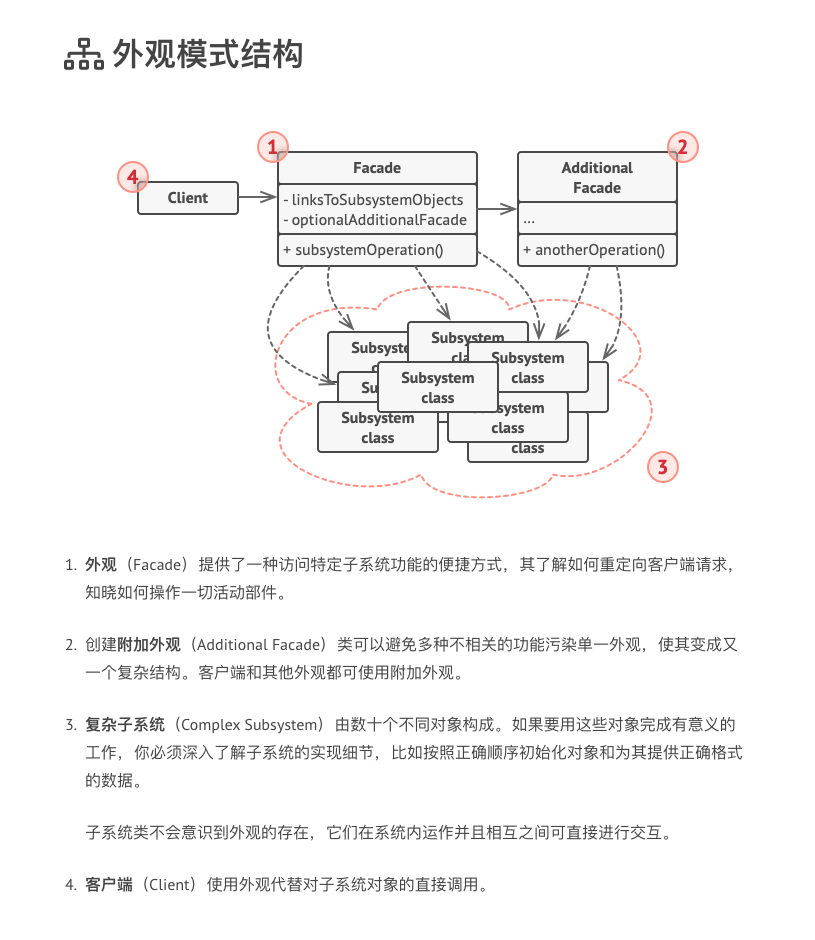 外观模式结构
1
2
4
Client
Facade
- linksToSubsystemObjects
- optionalAdditionalFacade
+ subsystemOperation()
Additional
Facade
...
+ anotherOperation()
Subsystem
class
Subsystem
class
Subsystem
class
class
3
1. 外观（Facade）提供了一种访问特定子系统功能的便捷方式，其了解如何重定向客户端请求，
知晓如何操作一切活动部件。
2. 创建附加外观（Additional Facade）类可以避免多种不相关的功能污染单一外观，使其变成又
一个复杂结构。客户端和其他外观都可使用附加外观。
3. 复杂子系统（Complex Subsystem）由数十个不同对象构成。如果要用这些对象完成有意义的
工作，你必须深入了解子系统的实现细节，比如按照正确顺序初始化对象和为其提供正确格式
的数据。
子系统类不会意识到外观的存在，它们在系统内运作并且相互之间可直接进行交互。
4. 客户端（Client）使用外观代替对子系统对象的直接调用。